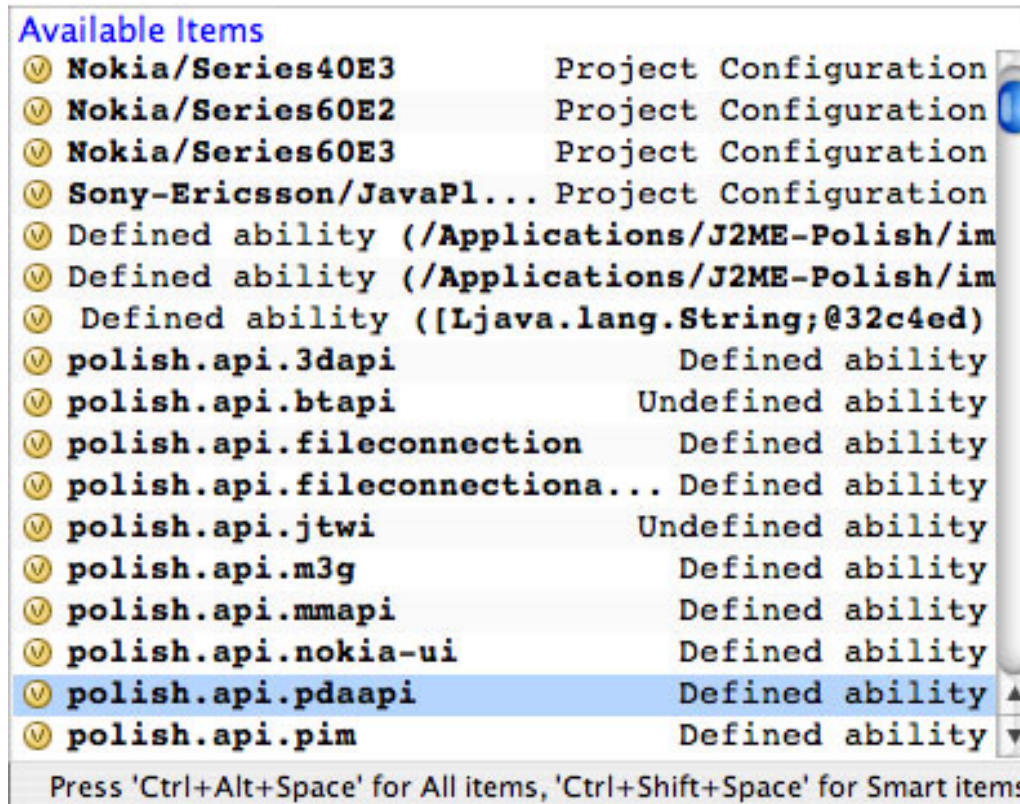 Available Items
Nokia/Series40E3 Project Configuration
Nokia/Series60E2 Project Configuration
Nokia/Series60E3 Project Configuration
Sony-Ericsson/JavaPl... Project Configuration
Defined ability (/Applications/J2ME-Polish/im
Defined ability (/Applications/J2ME-Polish/im
Defined ability ([Ljava.lang.String;@32c4ed)
polish.api.3dapi Defined ability
polish.api.btapi Undefined ability
polish.api.fileconnection Defined ability
polish.api.fileconnectiona... Defined ability
polish.api.jtwi Undefined ability
polish.api.m3g Defined ability
polish.api.mmapi Defined ability
polish.api.nokia-ui Defined ability
polish.api.pdaapi Defined ability
polish.api.pim Defined ability
Press 'Ctrl+Alt+Space' for All items, 'Ctrl+Shift+Space' for Smart items